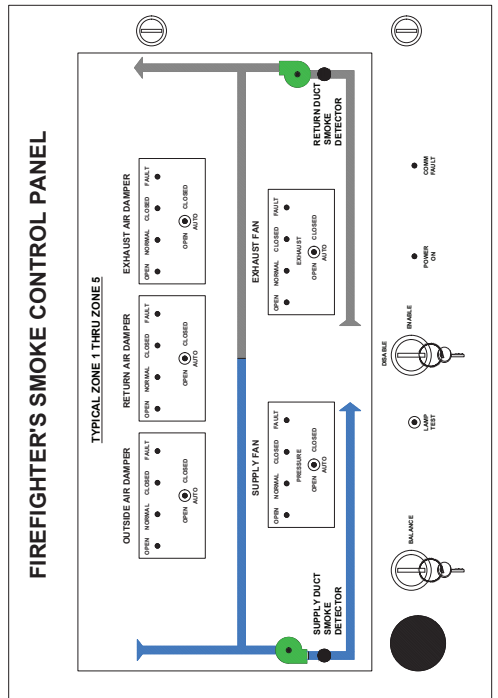 FIREFIGHTER'S SMOKE CONTROL PANEL
TYPICAL ZONE 1 THRU ZONE 5
OUTSIDE AIR DAMPER
OPEN NORMAL CLOSED FAULT
OPEN CLOSED
AUTO
RETURN AIR DAMPER
OPEN NORMAL CLOSED FAULT
OPEN CLOSED
AUTO
EXHAUST AIR DAMPER
OPEN NORMAL CLOSED FAULT
OPEN CLOSED
AUTO
SUPPLY FAN
OPEN NORMAL CLOSED FAULT
PRESSURE
OPEN CLOSED
AUTO
EXHAUST FAN
OPEN NORMAL CLOSED FAULT
EXHAUST
OPEN CLOSED
AUTO
SUPPLY DUCT
SMOKE
DETECTOR
RETURN DUCT
SMOKE
DETECTOR
BALANCE
LAMP
TEST
DISABLE
ENABLE
POWER
ON
COMM
FAULT